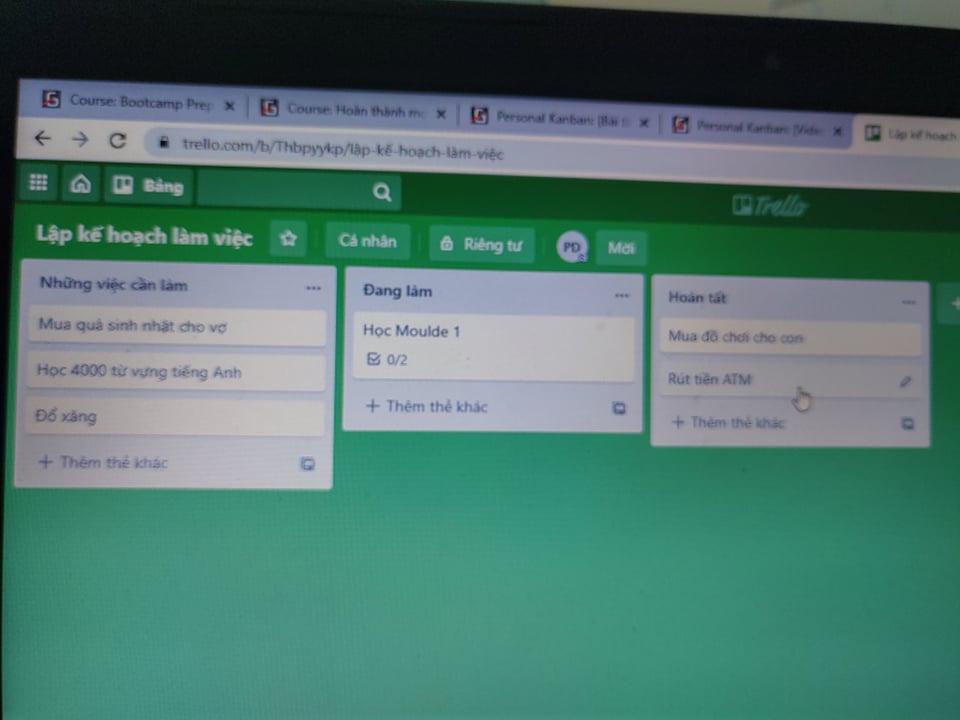 Course: Bootcamp Prep
Course: Hoàn thành mo
Personal Kanban: [Bài t
Personal Kanban: [Video
Lập kế hoạch
trello.com/b/Thbpyykp/lập-kế-hoạch-làm-việc
Bảng
Trello
Lập kế hoạch làm việc
Cá nhân
Riêng tư
PD
Mời
Những việc cần làm
Mua quà sinh nhật cho vợ
Học 4000 từ vựng tiếng Anh
Đổ xăng
+ Thêm thẻ khác
Đang làm
Học Moulde 1
0/2
+ Thêm thẻ khác
Hoàn tất
Mua đồ chơi cho con
Rút tiền ATM
+ Thêm thẻ khác